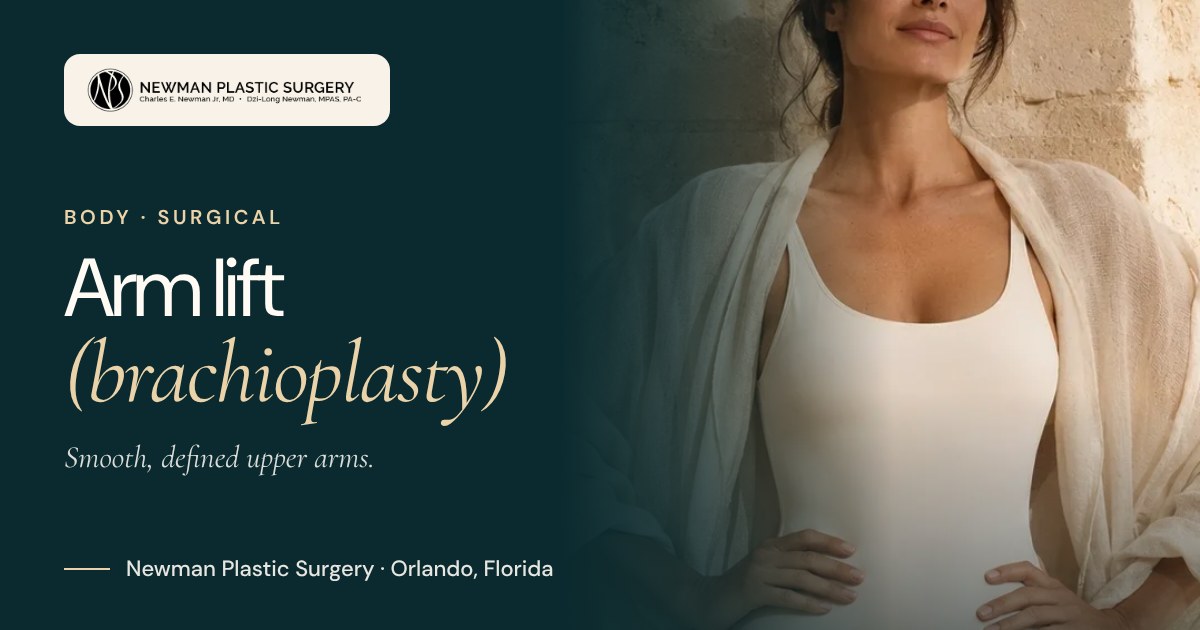 NPS
NEWMAN PLASTIC SURGERY
Charles E. Newman Jr, MD • Dzi-Long Newman, MPAS, PA-C
BODY · SURGICAL
Arm lift
(brachioplasty)
Smooth, defined upper arms.
Newman Plastic Surgery · Orlando, Florida